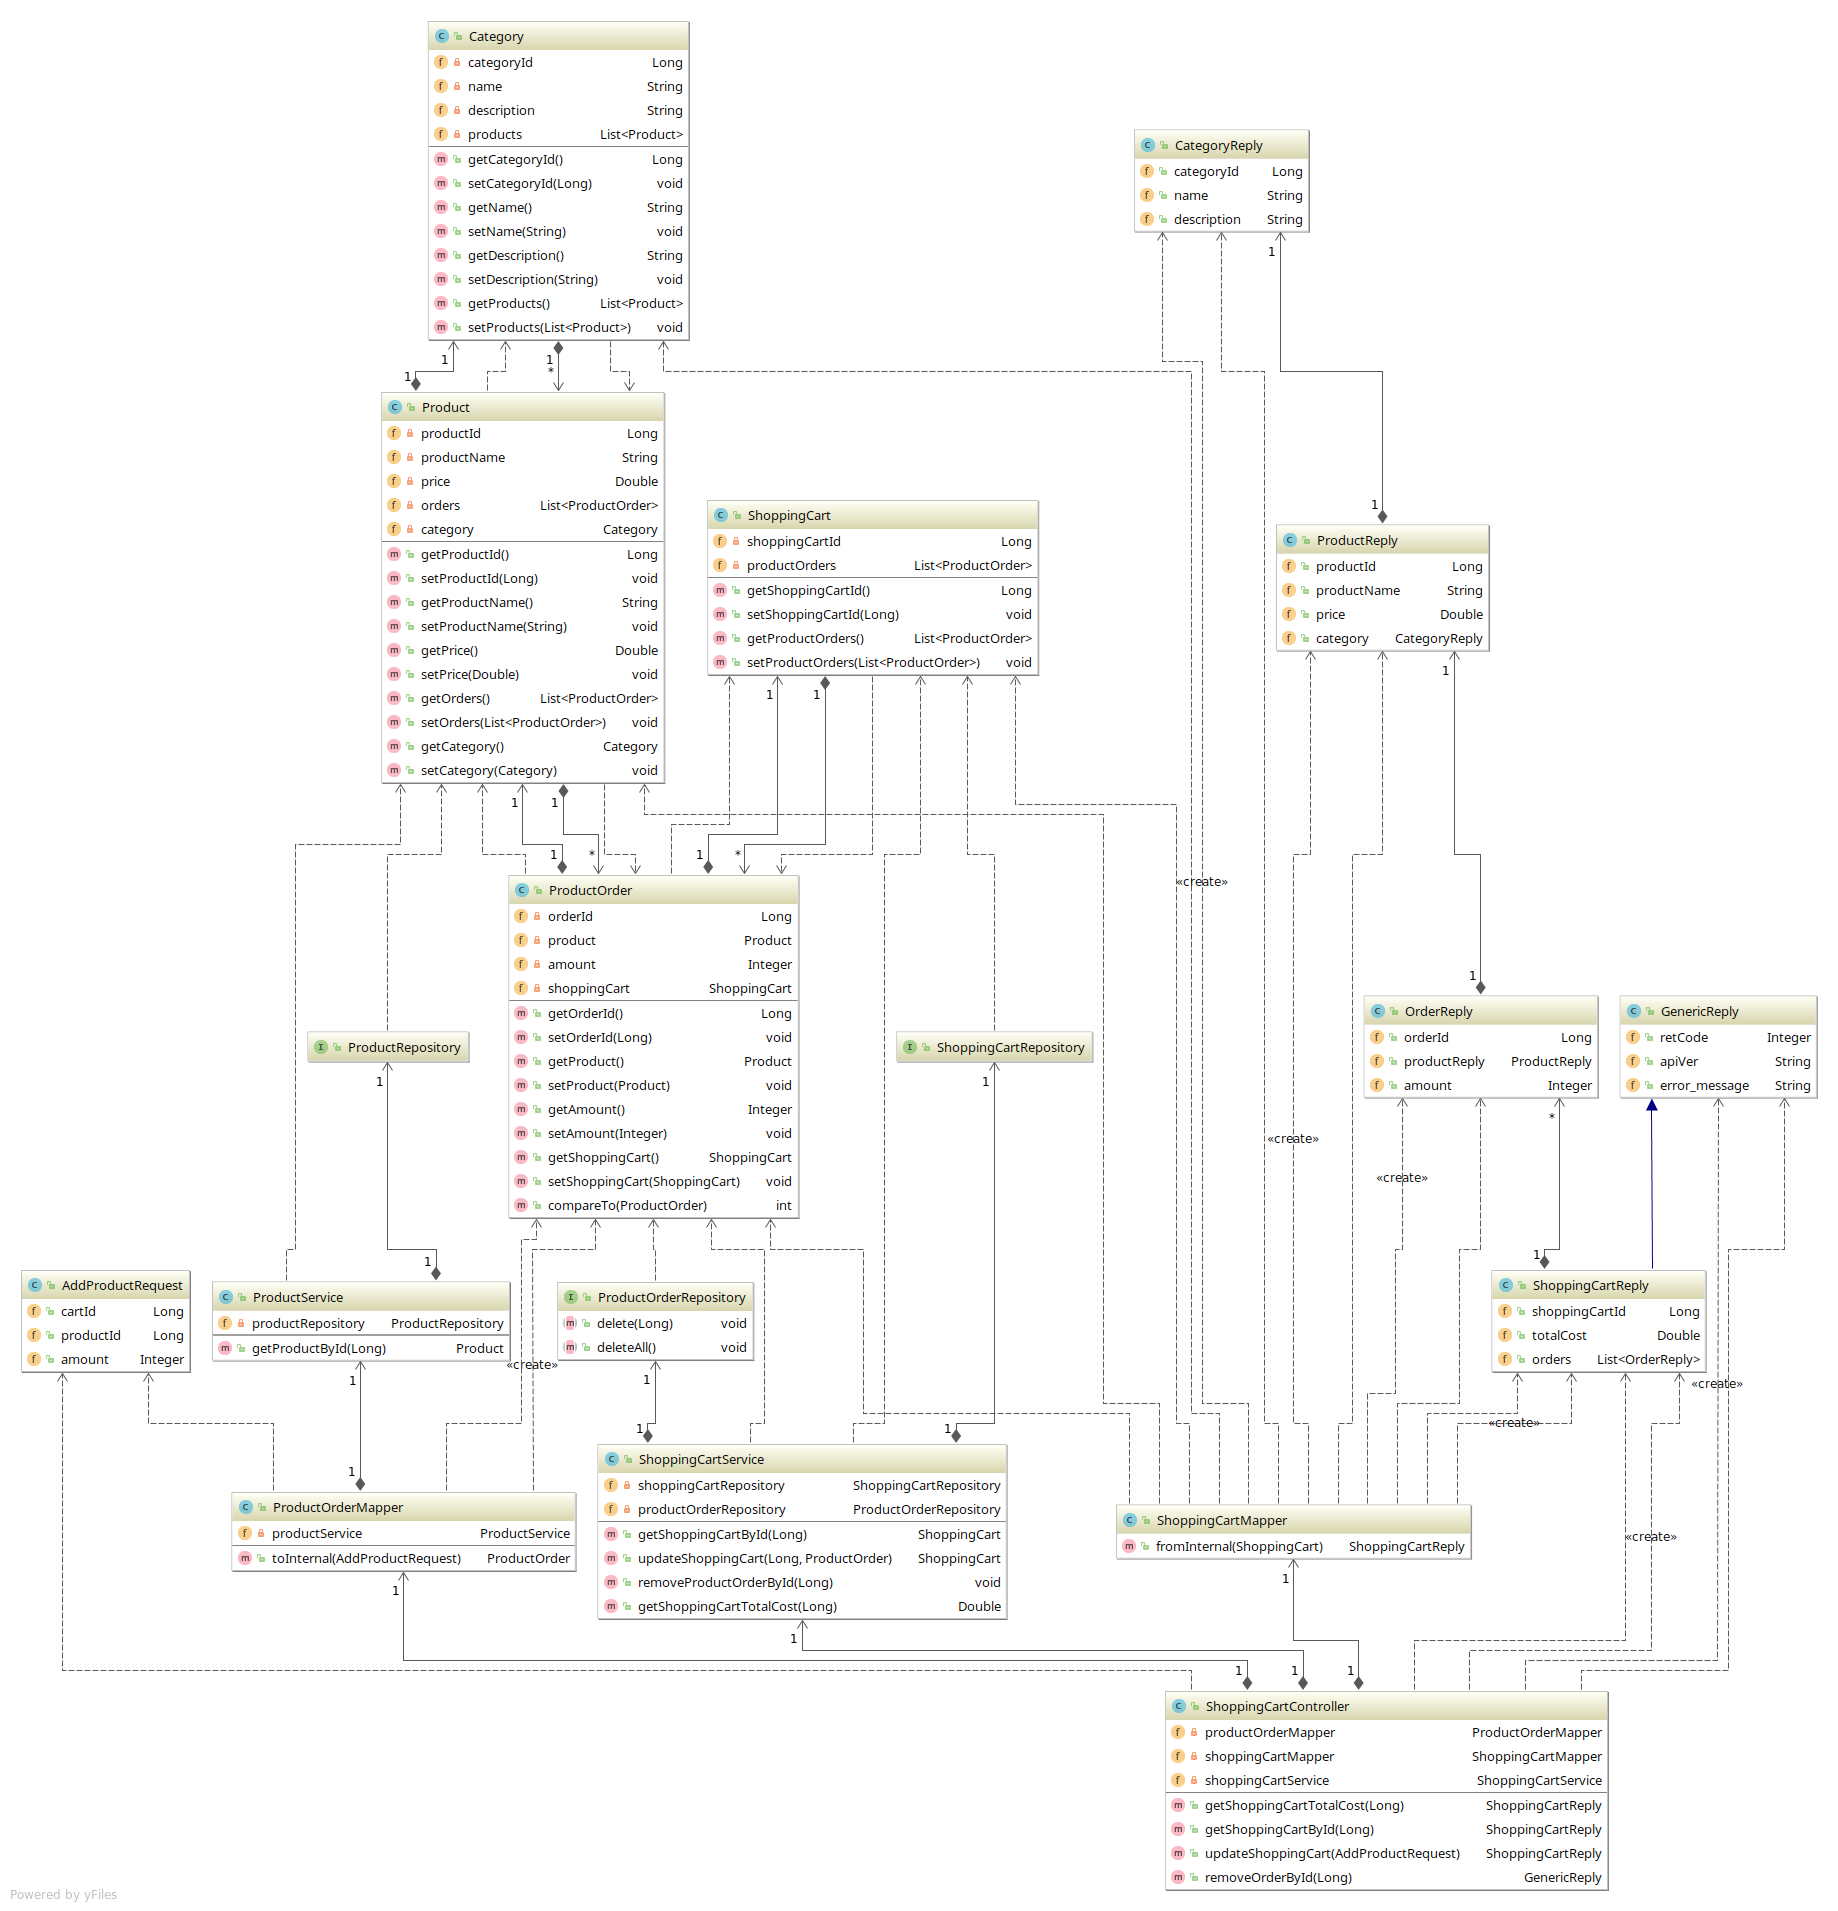 Category
categoryId Long
name String
description String
products List<Product>
getCategoryId() Long
setCategoryId(Long) void
getName() String
setName(String) void
getDescription() String
setDescription(String) void
getProducts() List<Product>
setProducts(List<Product>) void
CategoryReply
categoryId Long
name String
description String
1
1
1
*
1
Product
productId Long
productName String
price Double
orders List<ProductOrder>
category Category
getProductId() Long
setProductId(Long) void
getProductName() String
setProductName(String) void
getPrice() Double
setPrice(Double) void
getOrders() List<ProductOrder>
setOrders(List<ProductOrder>) void
getCategory() Category
setCategory(Category) void
ShoppingCart
shoppingCartId Long
productOrders List<ProductOrder>
getShoppingCartId() Long
setShoppingCartId(Long) void
getProductOrders() List<ProductOrder>
setProductOrders(List<ProductOrder>) void
1
ProductReply
productId Long
productName String
price Double
category CategoryReply
1
1
1
1
1
1
*
1
*
«create»
ProductOrder
orderId Long
product Product
amount Integer
shoppingCart ShoppingCart
getOrderId() Long
setOrderId(Long) void
getProduct() Product
setProduct(Product) void
getAmount() Integer
setAmount(Integer) void
getShoppingCart() ShoppingCart
setShoppingCart(ShoppingCart) void
compareTo(ProductOrder) int
ProductRepository
1
ShoppingCartRepository
1
1
OrderReply
orderId Long
productReply ProductReply
amount Integer
GenericReply
retCode Integer
apiVer String
error_message String
*
«create»
«create»
1
1
AddProductRequest
cartId Long
productId Long
amount Integer
ProductService
productRepository ProductRepository
getProductById(Long) Product
ProductOrderRepository
delete(Long) void
deleteAll() void
ShoppingCartReply
shoppingCartId Long
totalCost Double
orders List<OrderReply>
«create»
1
1
«create»
«create»
1
1
1
ProductOrderMapper
productService ProductService
toInternal(AddProductRequest) ProductOrder
ShoppingCartService
shoppingCartRepository ShoppingCartRepository
productOrderRepository ProductOrderRepository
getShoppingCartById(Long) ShoppingCart
updateShoppingCart(Long, ProductOrder) ShoppingCart
removeProductOrderById(Long) void
getShoppingCartTotalCost(Long) Double
ShoppingCartMapper
fromInternal(ShoppingCart) ShoppingCartReply
«create»
1
1
1
1
1
1
ShoppingCartController
productOrderMapper ProductOrderMapper
shoppingCartMapper ShoppingCartMapper
shoppingCartService ShoppingCartService
getShoppingCartTotalCost(Long) ShoppingCartReply
getShoppingCartById(Long) ShoppingCartReply
updateShoppingCart(AddProductRequest) ShoppingCartReply
removeOrderById(Long) GenericReply
Powered by yFiles